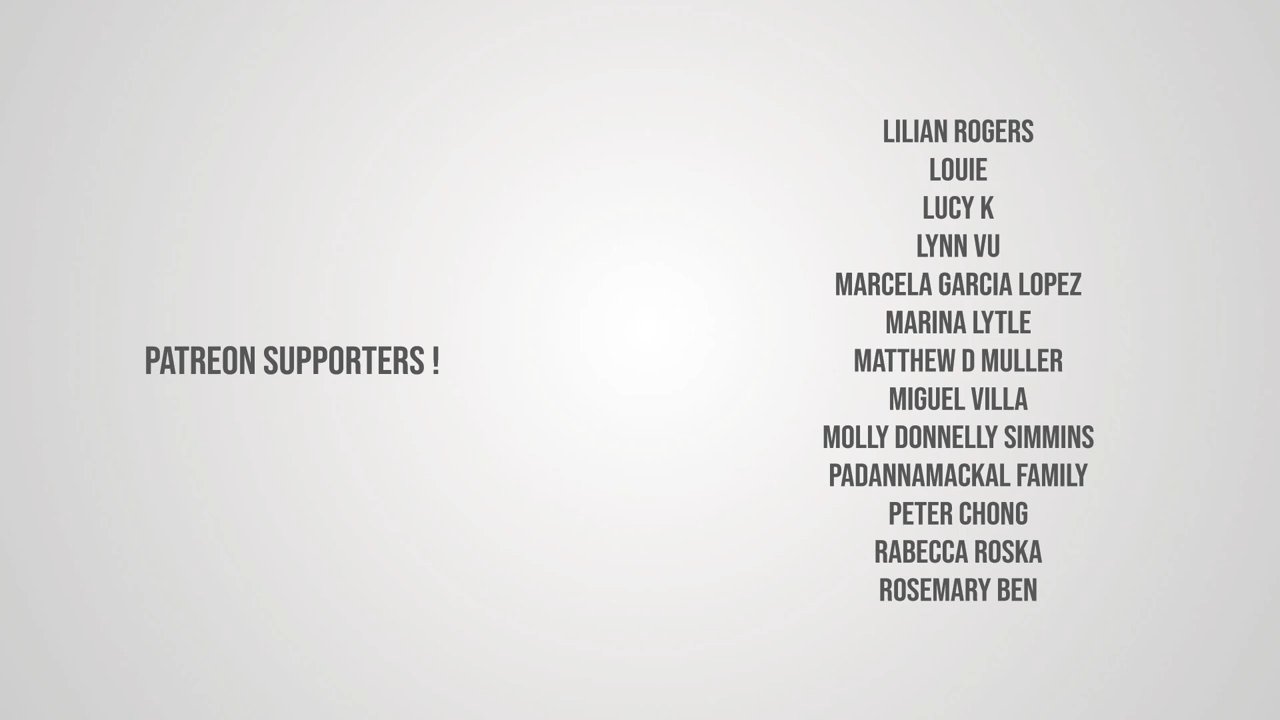 PATREON SUPPORTERS !
LILIAN ROGERS
LOUIE
LUCY K
LYNN VU
MARCELA GARCIA LOPEZ
MARINA LYTLE
MATTHEW D MULLER
MIGUEL VILLA
MOLLY DONNELLY SIMMINS
PADANNAMACKAL FAMILY
PETER CHONG
RABECCA ROSKA
ROSEMARY BEN